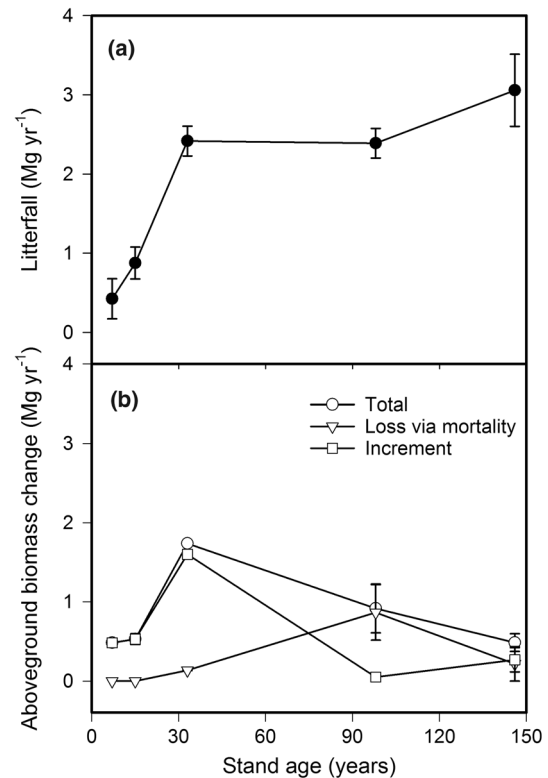 (a)
4
3
2
1
0
Litterfall (Mg yr⁻¹)
(b)
4
3
2
1
0
Aboveground biomass change (Mg yr⁻¹)
Total
Loss via mortality
Increment
0 30 60 90 120 150
Stand age (years)